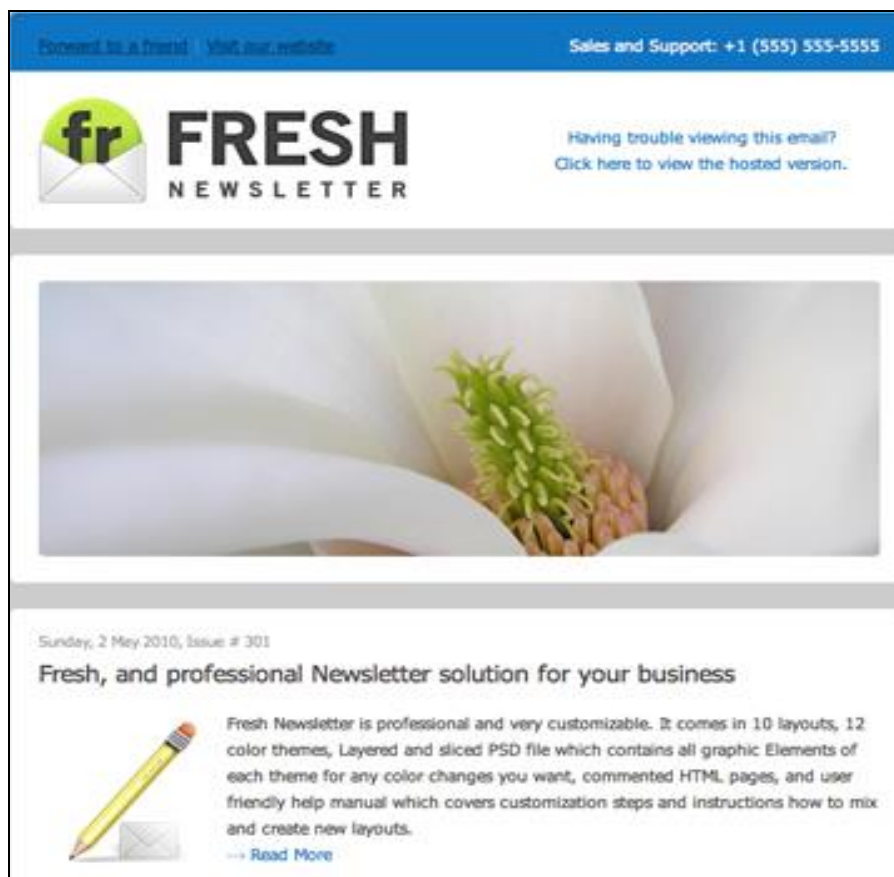 Forward to a friend | Visit our website
Sales and Support: +1 (555) 555-5555
fr
FRESH
NEWSLETTER
Having trouble viewing this email?
Click here to view the hosted version.
Sunday, 2 May 2010, Issue # 301
Fresh, and professional Newsletter solution for your business
Fresh Newsletter is professional and very customizable. It comes in 10 layouts, 12
color themes, Layered and sliced PSD file which contains all graphic Elements of
each theme for any color changes you want, commented HTML pages, and user
friendly help manual which covers customization steps and instructions how to mix
and create new layouts.
--> Read More